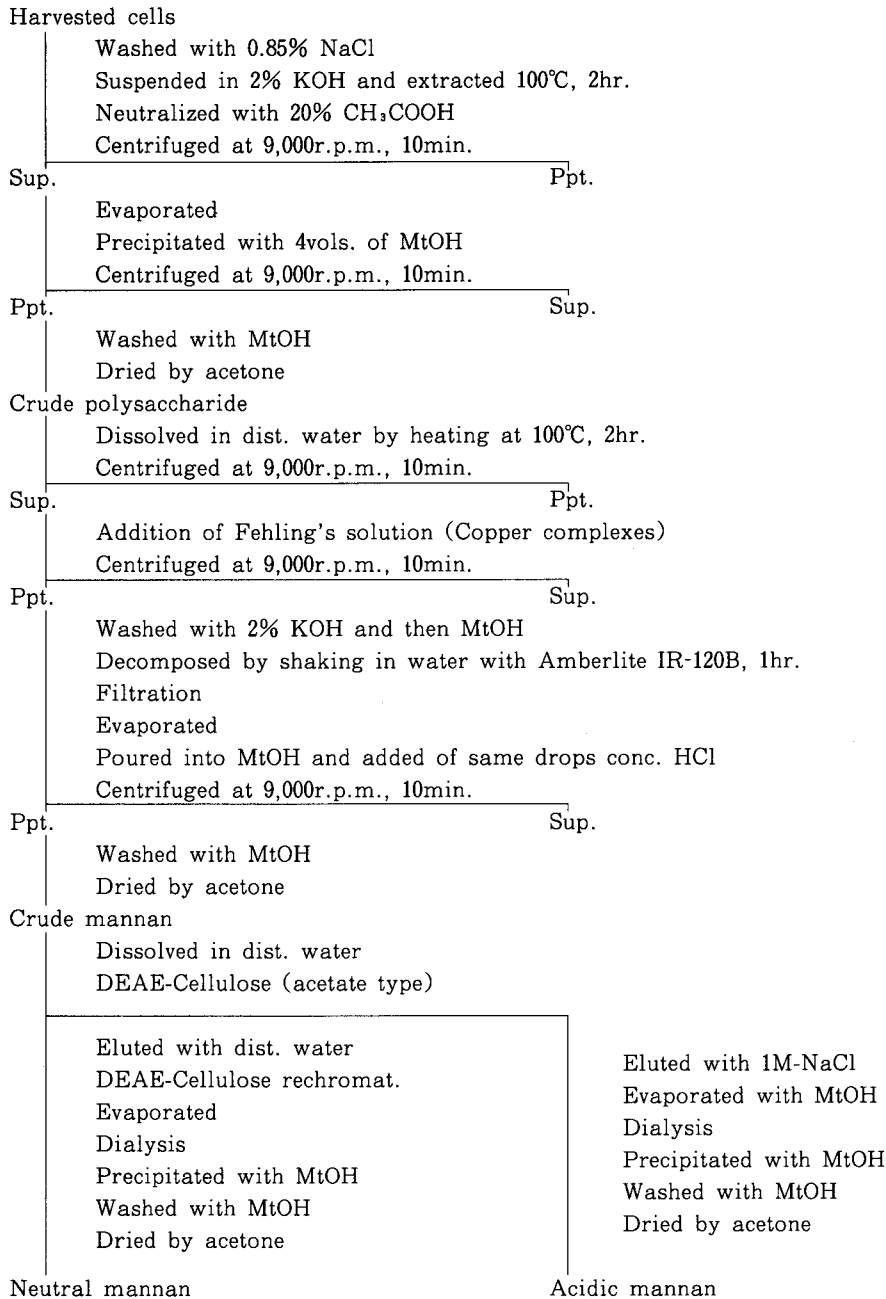 Harvested cells
Washed with 0.85% NaCl
Suspended in 2% KOH and extracted 100℃, 2hr.
Neutralized with 20% CH₃COOH
Centrifuged at 9,000r.p.m., 10min.
Sup. Ppt.
Evaporated
Precipitated with 4vols. of MtOH
Centrifuged at 9,000r.p.m., 10min.
Ppt. Sup.
Washed with MtOH
Dried by acetone
Crude polysaccharide
Dissolved in dist. water by heating at 100℃, 2hr.
Centrifuged at 9,000r.p.m., 10min.
Sup. Ppt.
Addition of Fehling's solution (Copper complexes)
Centrifuged at 9,000r.p.m., 10min.
Ppt. Sup.
Washed with 2% KOH and then MtOH
Decomposed by shaking in water with Amberlite IR-120B, 1hr.
Filtration
Evaporated
Poured into MtOH and added of same drops conc. HCl
Centrifuged at 9,000r.p.m., 10min.
Ppt. Sup.
Washed with MtOH
Dried by acetone
Crude mannan
Dissolved in dist. water
DEAE-Cellulose (acetate type)
Eluted with dist. water
DEAE-Cellulose rechromat.
Evaporated
Dialysis
Precipitated with MtOH
Washed with MtOH
Dried by acetone
Eluted with 1M-NaCl
Evaporated with MtOH
Dialysis
Precipitated with MtOH
Washed with MtOH
Dried by acetone
Neutral mannan Acidic mannan